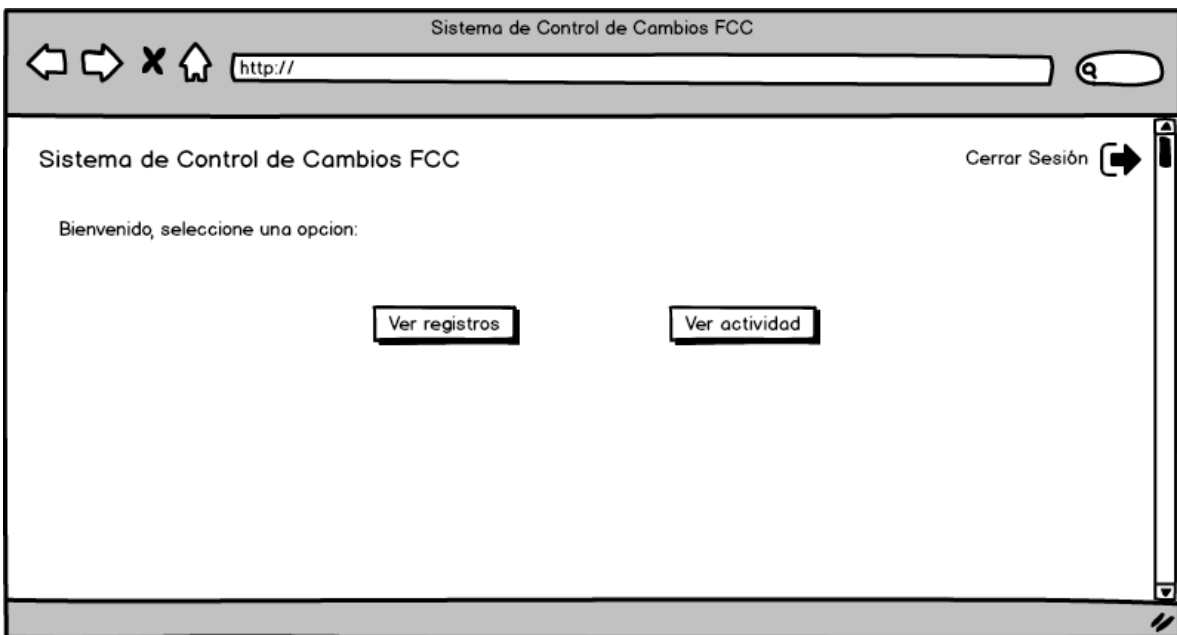 Sistema de Control de Cambios FCC
http://
Sistema de Control de Cambios FCC
Cerrar Sesión
Bienvenido, seleccione una opcion:
Ver registros
Ver actividad